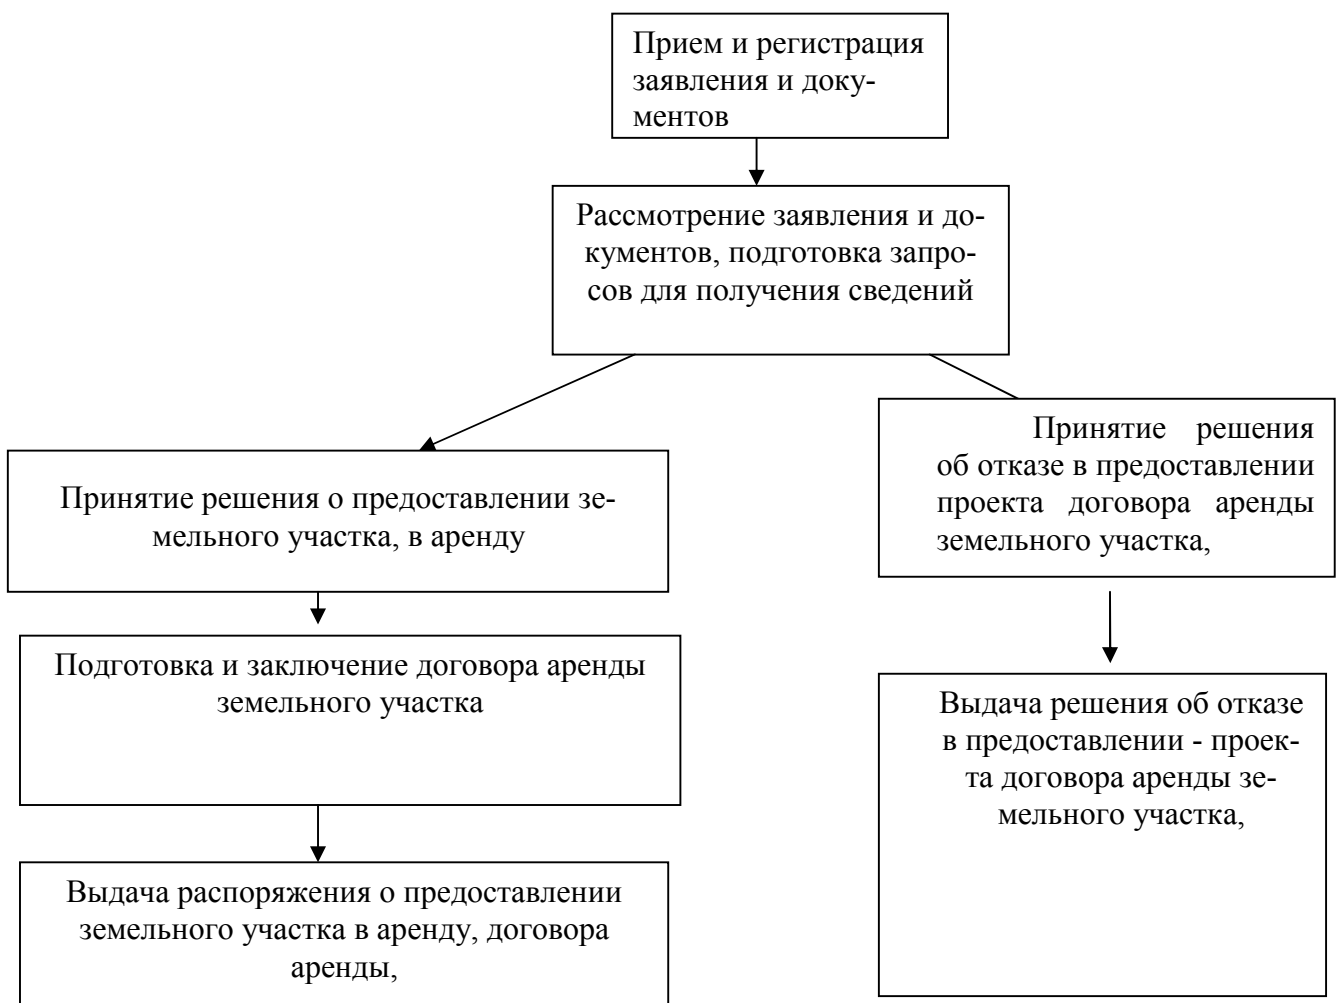 Прием и регистрация
заявления и доку-
ментов
Рассмотрение заявления и до-
кументов, подготовка запро-
сов для получения сведений
Принятие решения о предоставлении зе-
мельного участка, в аренду
Принятие решения
об отказе в предоставлении
проекта договора аренды
земельного участка,
Подготовка и заключение договора аренды
земельного участка
Выдача решения об отказе
в предоставлении - проек-
та договора аренды зе-
мельного участка,
Выдача распоряжения о предоставлении
земельного участка в аренду, договора
аренды,